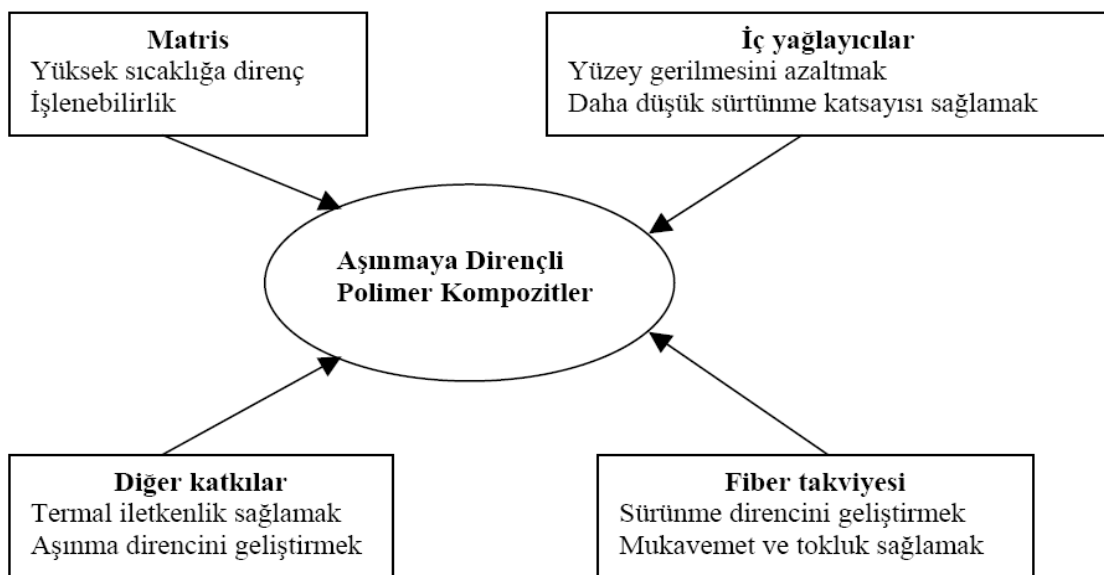 Matris
Yüksek sıcaklığa direnç
İşlenebilirlik
İç yağlayıcılar
Yüzey gerilmesini azaltmak
Daha düşük sürtünme katsayısı sağlamak
Aşınmaya Dirençli
Polimer Kompozitler
Diğer katkılar
Termal iletkenlik sağlamak
Aşınma direncini geliştirmek
Fiber takviyesi
Sürünme direncini geliştirmek
Mukavemet ve tokluk sağlamak